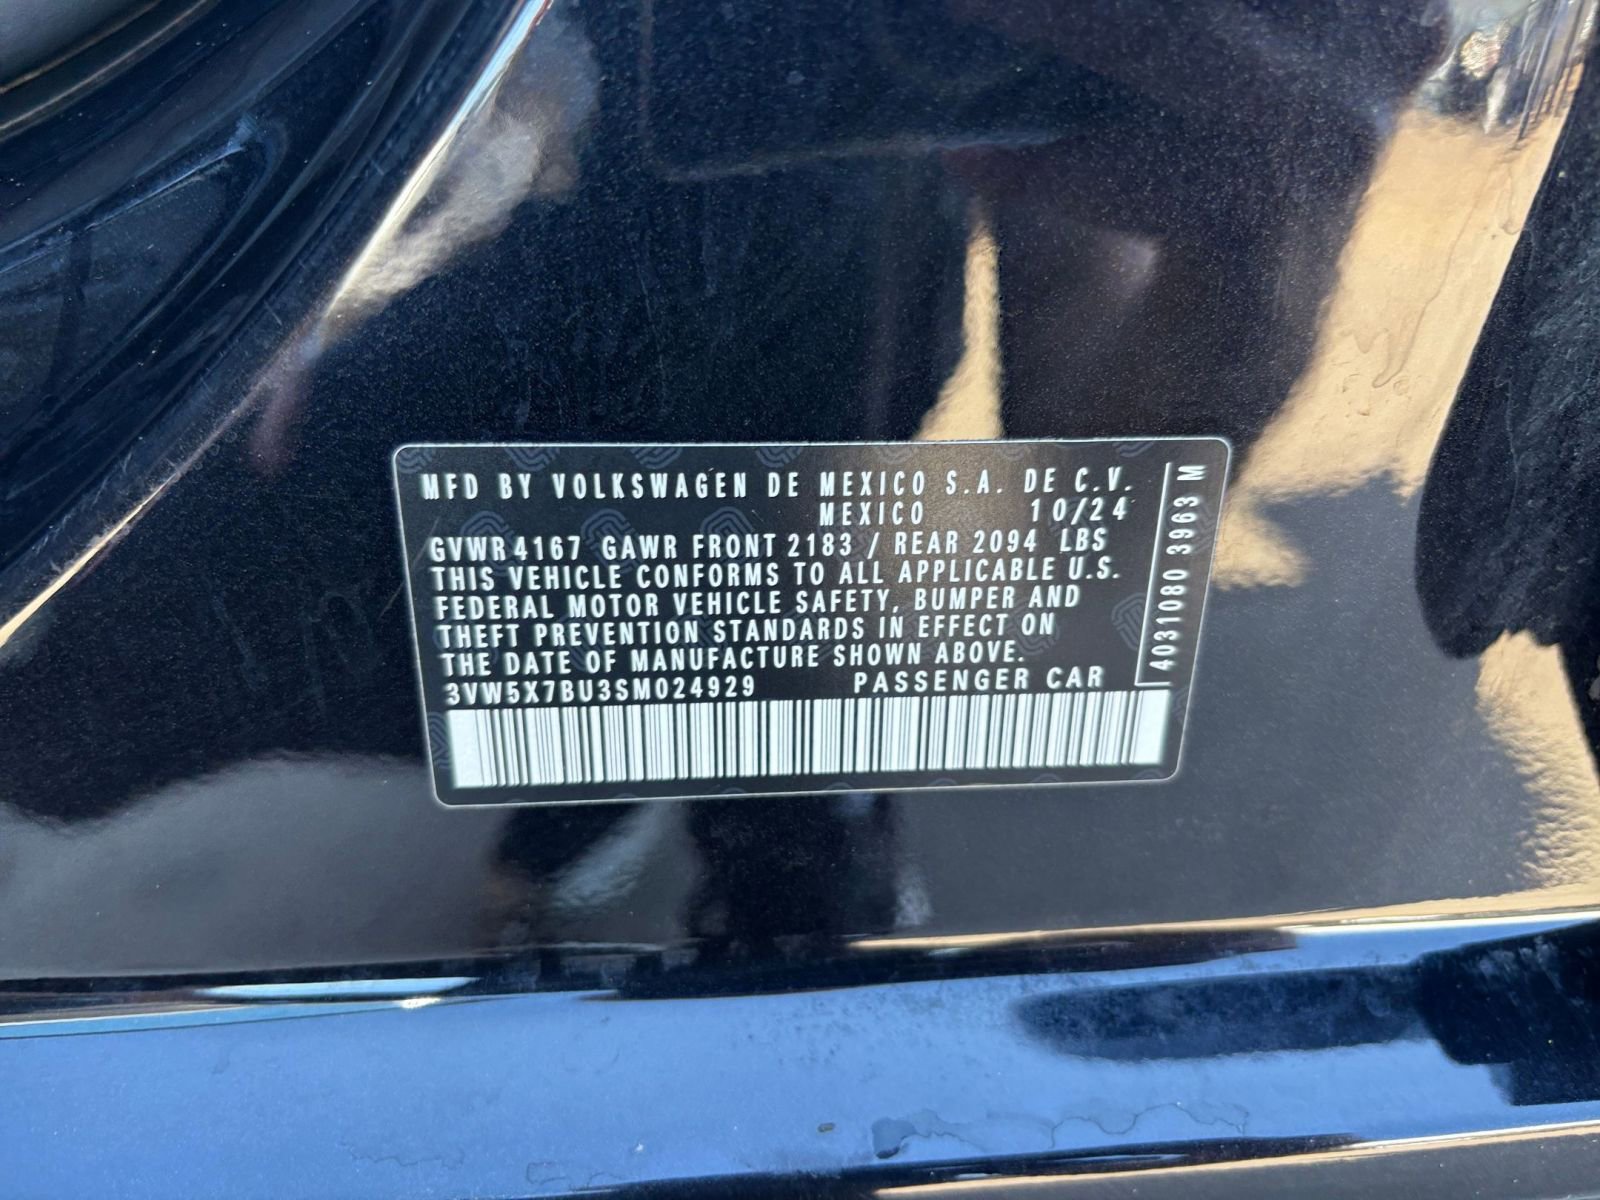 MFD BY VOLKSWAGEN DE MEXICO S.A. DE C.V.
MEXICO 10/24
GVWR 4167 GAWR FRONT 2183 / REAR 2094 LBS
THIS VEHICLE CONFORMS TO ALL APPLICABLE U.S.
FEDERAL MOTOR VEHICLE SAFETY, BUMPER AND
THEFT PREVENTION STANDARDS IN EFFECT ON
THE DATE OF MANUFACTURE SHOWN ABOVE.
3VW5X7BU3SM024929 PASSENGER CAR
4031080 3963 M